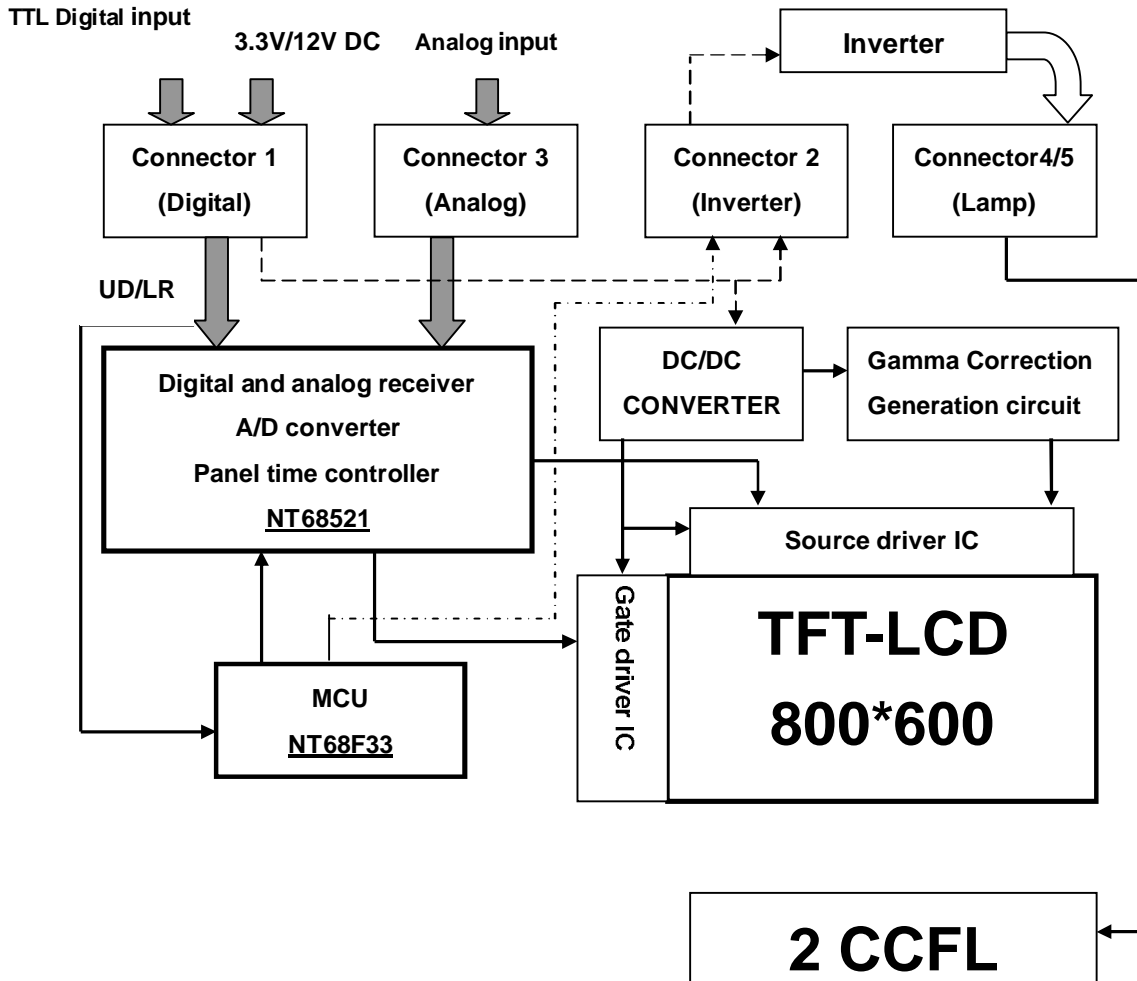 TTL Digital input
3.3V/12V DC
Analog input
Inverter
Connector 1
(Digital)
Connector 3
(Analog)
Connector 2
(Inverter)
Connector4/5
(Lamp)
UD/LR
Digital and analog receiver
A/D converter
Panel time controller
NT68521
DC/DC
CONVERTER
Gamma Correction
Generation circuit
Source driver IC
Gate driver IC
TFT-LCD
800*600
MCU
NT68F33
2 CCFL